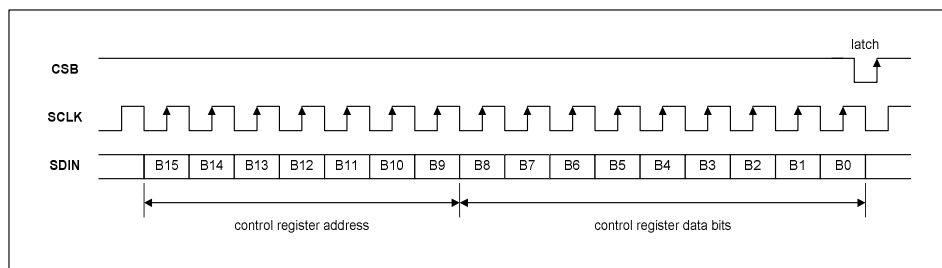 latch
CSB
SCLK
SDIN B15 B14 B13 B12 B11 B10 B9 B8 B7 B6 B5 B4 B3 B2 B1 B0
control register address control register data bits